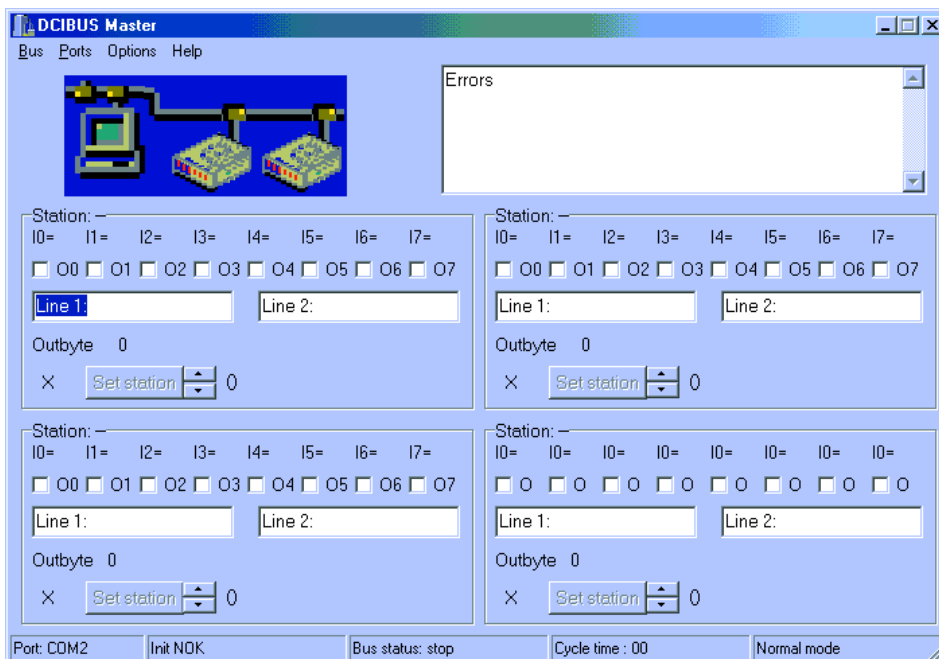 DCIBUS Master
Bus Ports Options Help
Errors
Station: –
I0= I1= I2= I3= I4= I5= I6= I7=
O0 O1 O2 O3 O4 O5 O6 O7
Line 1: Line 2:
Outbyte 0
X Set station 0
Station: –
I0= I1= I2= I3= I4= I5= I6= I7=
O0 O1 O2 O3 O4 O5 O6 O7
Line 1: Line 2:
Outbyte 0
X Set station 0
Station: –
I0= I1= I2= I3= I4= I5= I6= I7=
O0 O1 O2 O3 O4 O5 O6 O7
Line 1: Line 2:
Outbyte 0
X Set station 0
Station: –
I0= I0= I0= I0= I0= I0= I0= I0=
O O O O O O O O
Line 1: Line 2:
Outbyte 0
X Set station 0
Port: COM2 Init NOK Bus status: stop Cycle time : 00 Normal mode